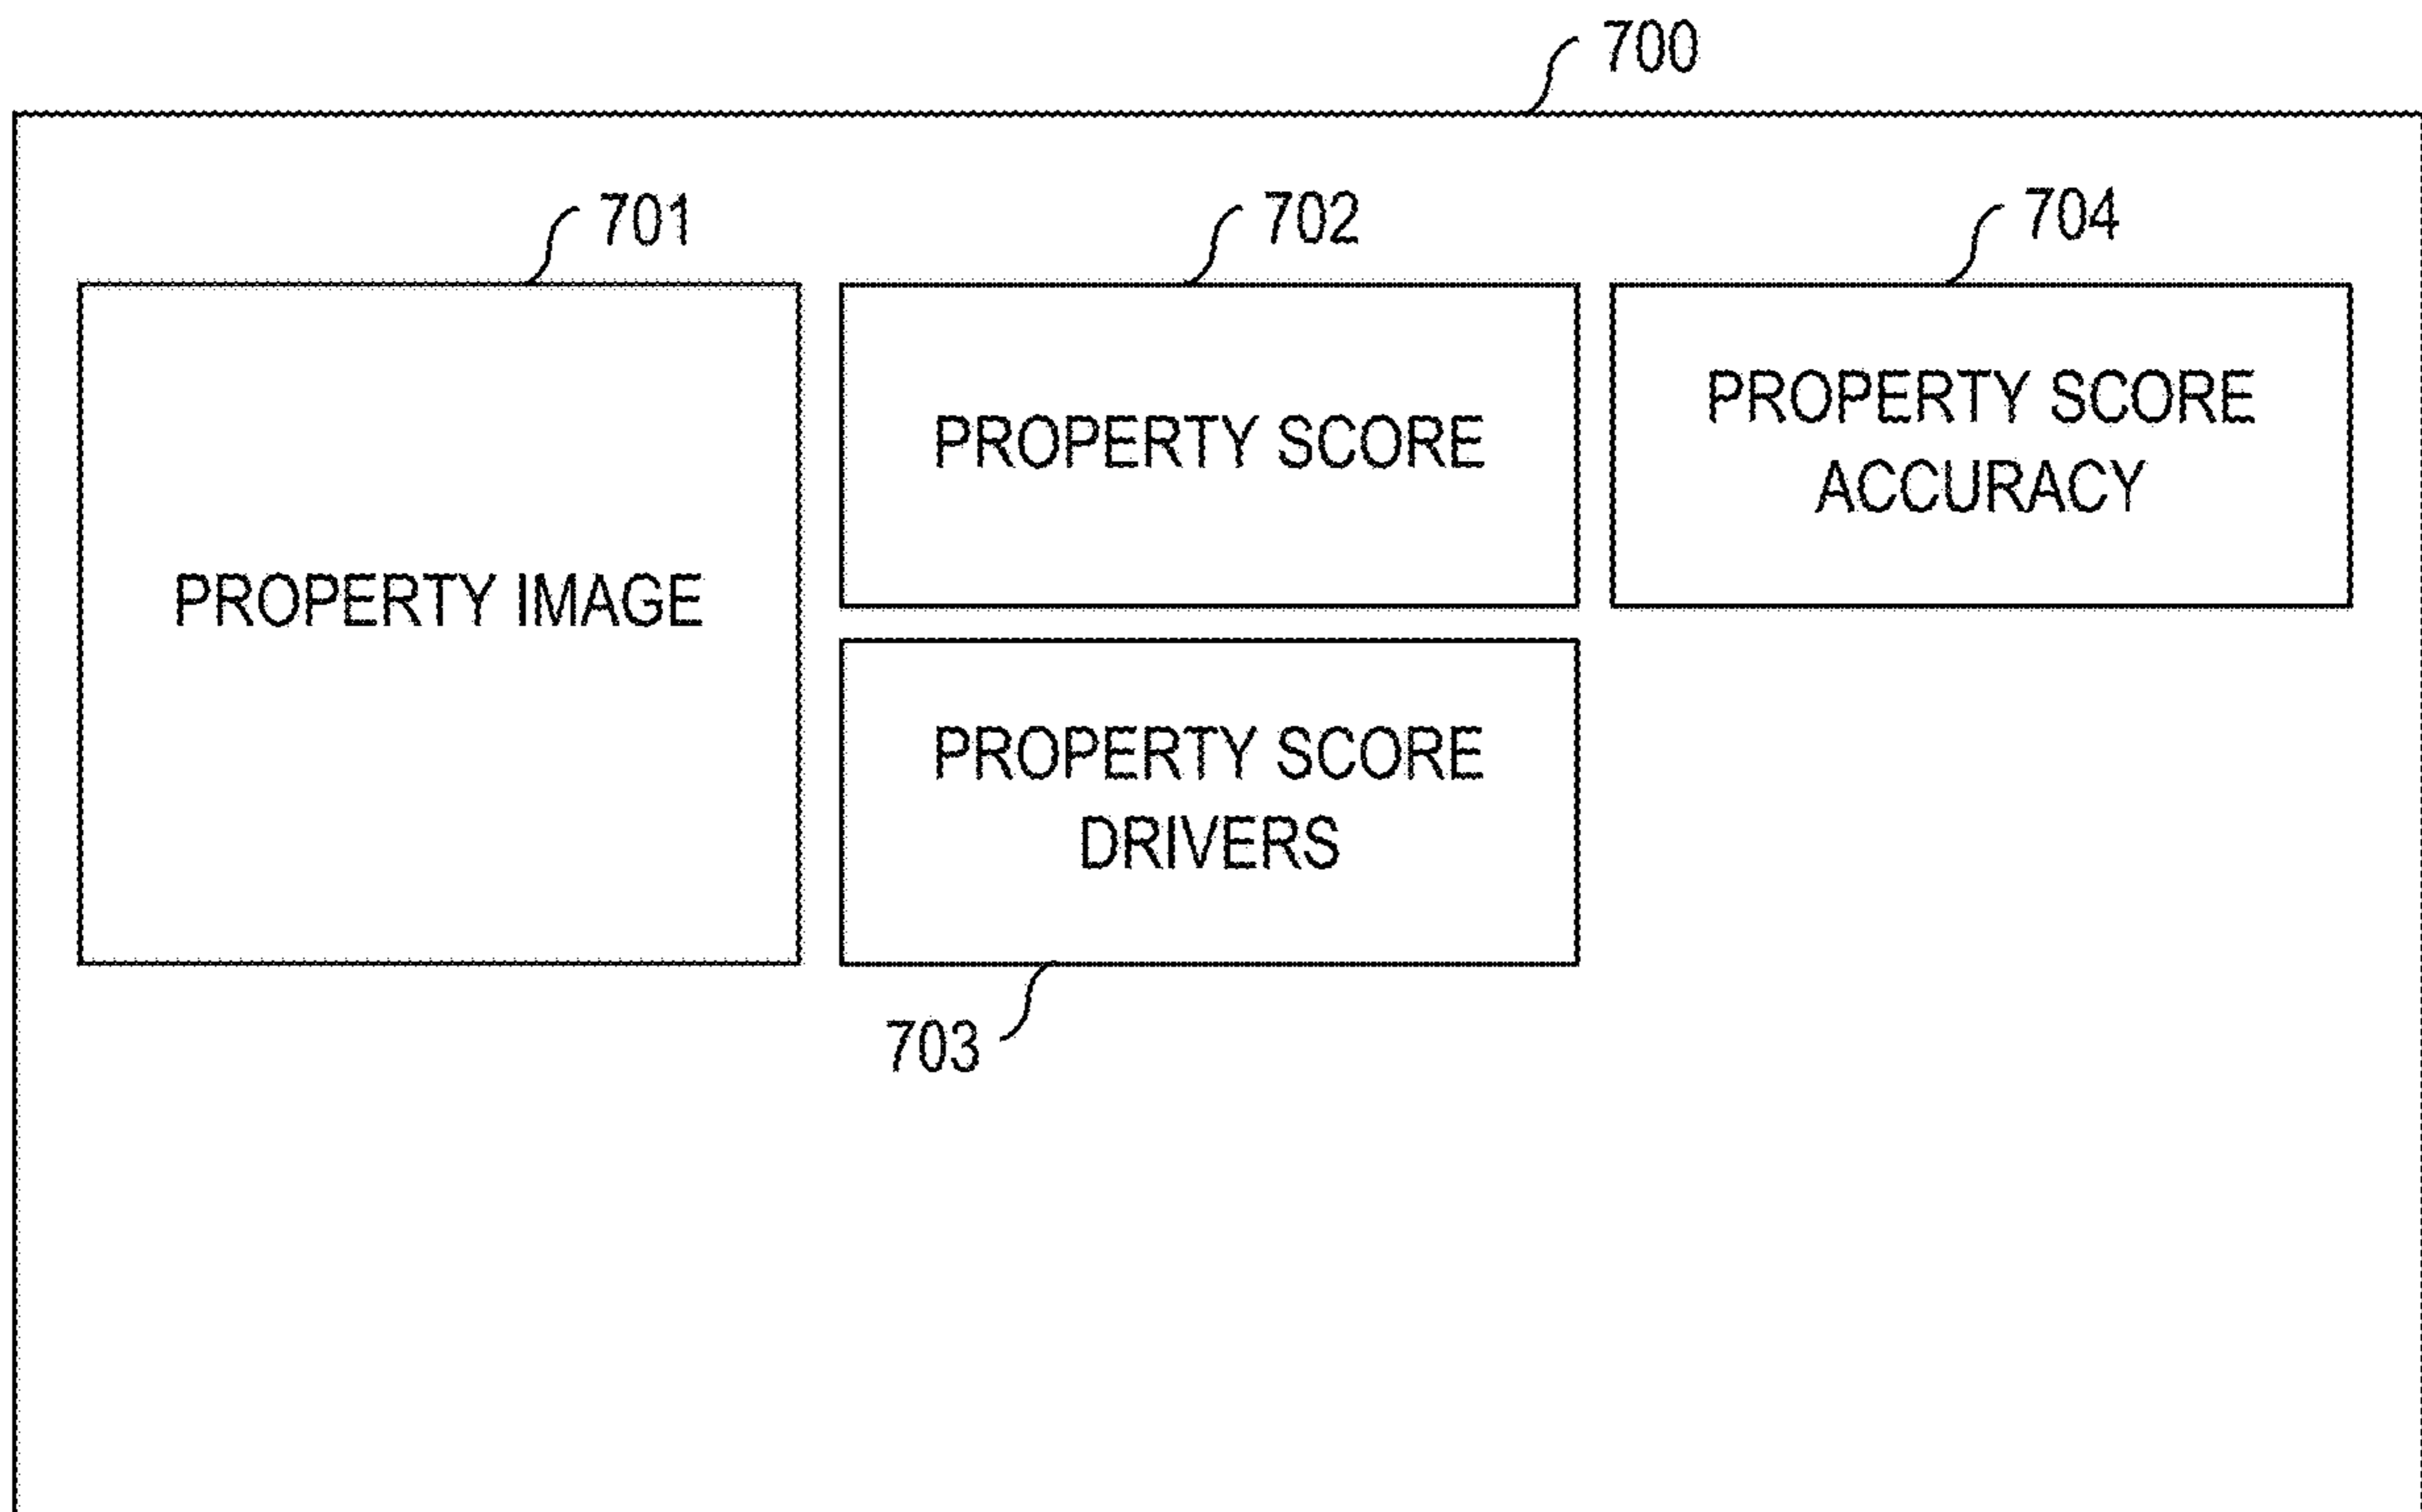 700
701
702
704
PROPERTY IMAGE
PROPERTY SCORE
PROPERTY SCORE
ACCURACY
PROPERTY SCORE
DRIVERS
703